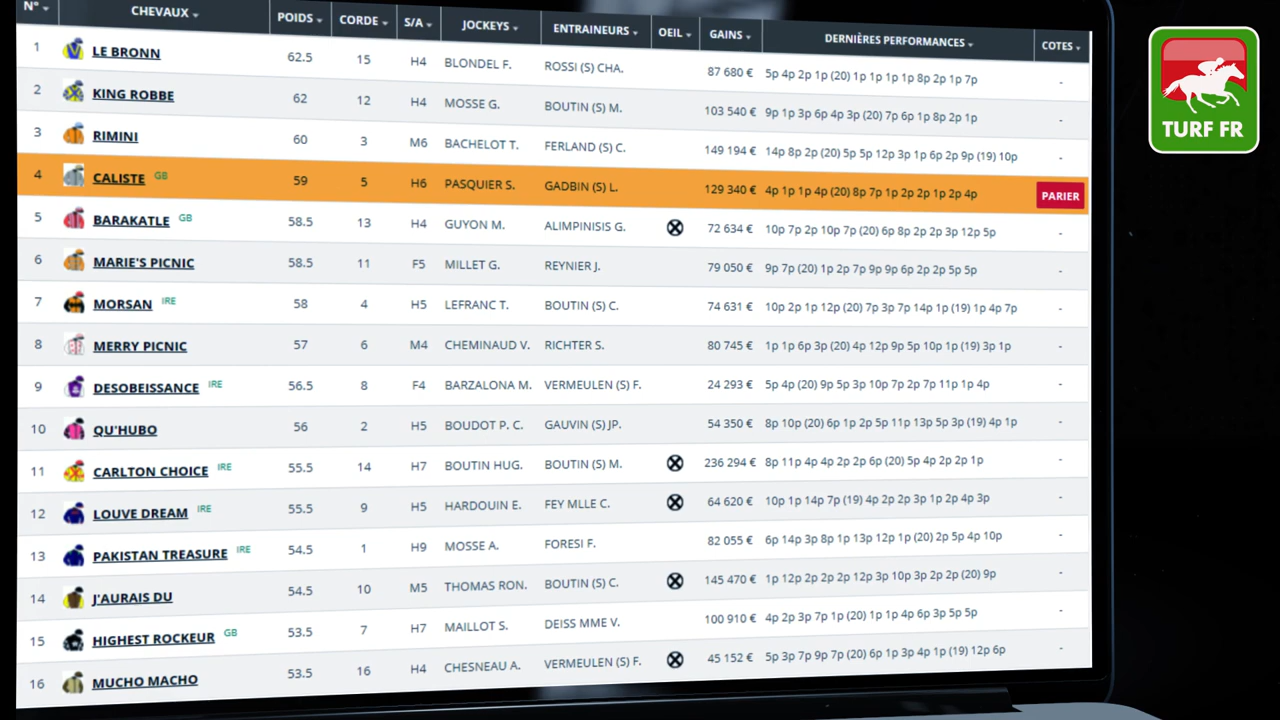 N° CHEVAUX POIDS CORDE S/A JOCKEYS ENTRAINEURS OEIL GAINS DERNIÈRES PERFORMANCES COTES
1 LE BRONN 62.5 15 H4 BLONDEL F. ROSSI (S) CHA. 87 680 € 5p 4p 2p 1p (20) 1p 1p 1p 1p 8p 2p 1p 7p -
2 KING ROBBE 62 12 H4 MOSSE G. BOUTIN (S) M. 103 540 € 9p 1p 3p 6p 4p 3p (20) 7p 6p 1p 8p 2p 1p -
3 RIMINI 60 3 M6 BACHELOT T. FERLAND (S) C. 149 194 € 14p 8p 2p (20) 5p 5p 12p 3p 1p 6p 2p 9p (19) 10p -
4 CALISTE GB 59 5 H6 PASQUIER S. GADBIN (S) L. 129 340 € 4p 1p 1p 4p (20) 8p 7p 1p 2p 2p 1p 2p 4p PARIER
5 BARAKATLE GB 58.5 13 H4 GUYON M. ALIMPINISIS G. 72 634 € 10p 7p 2p 10p 7p (20) 6p 8p 2p 2p 3p 12p 5p -
6 MARIE'S PICNIC 58.5 11 F5 MILLET G. REYNIER J. 79 050 € 9p 7p (20) 1p 2p 7p 9p 9p 6p 2p 2p 5p 5p -
7 MORSAN IRE 58 4 H5 LEFRANC T. BOUTIN (S) C. 74 631 € 10p 2p 1p 12p (20) 7p 3p 7p 14p 1p (19) 1p 4p 7p -
8 MERRY PICNIC 57 6 M4 CHEMINAUD V. RICHTER S. 80 745 € 1p 1p 6p 3p (20) 4p 12p 9p 5p 10p 1p (19) 3p 1p -
9 DESOBEISSANCE IRE 56.5 8 F4 BARZALONA M. VERMEULEN (S) F. 24 293 € 5p 4p (20) 9p 5p 3p 10p 7p 2p 7p 11p 1p 4p -
10 QU'HUBO 56 2 H5 BOUDOT P. C. GAUVIN (S) JP. 54 350 € 8p 10p (20) 6p 1p 2p 5p 11p 13p 5p 3p (19) 4p 1p -
11 CARLTON CHOICE IRE 55.5 14 H7 BOUTIN HUG. BOUTIN (S) M. 236 294 € 8p 11p 4p 4p 2p 2p 6p (20) 5p 4p 2p 2p 1p -
12 LOUVE DREAM IRE 55.5 9 H5 HARDOUIN E. FEY MLLE C. 64 620 € 10p 1p 14p 7p (19) 4p 2p 2p 3p 1p 2p 4p 3p -
13 PAKISTAN TREASURE IRE 54.5 1 H9 MOSSE A. FORESI F. 82 055 € 6p 14p 3p 8p 1p 13p 12p 1p (20) 2p 5p 4p 10p -
14 J'AURAIS DU 54.5 10 M5 THOMAS RON. BOUTIN (S) C. 145 470 € 1p 12p 2p 2p 2p 12p 3p 10p 3p 2p 2p (20) 9p -
15 HIGHEST ROCKEUR GB 53.5 7 H7 MAILLOT S. DEISS MME V. 100 910 € 4p 2p 3p 7p 1p (20) 1p 1p 4p 6p 3p 5p 5p -
16 MUCHO MACHO 53.5 16 H4 CHESNEAU A. VERMEULEN (S) F. 45 152 € 5p 3p 7p 9p 7p (20) 6p 1p 3p 4p 1p (19) 12p 6p -
TURF FR